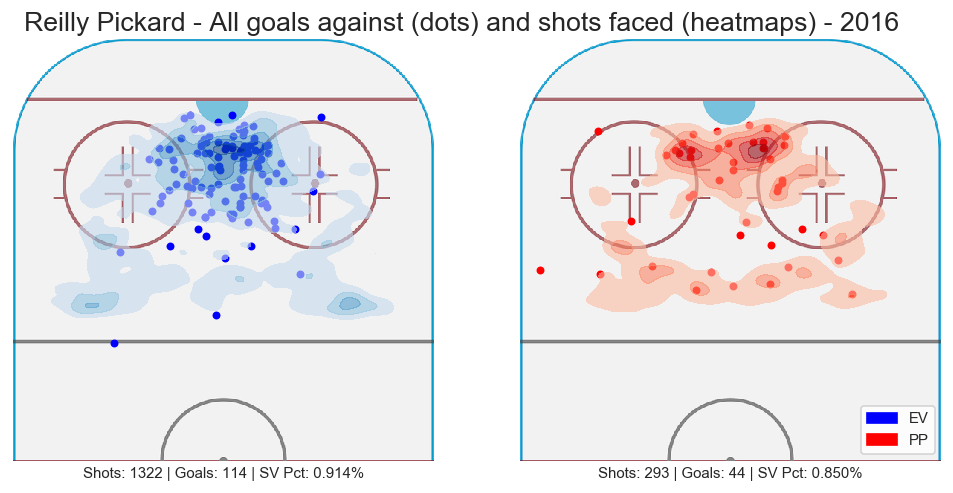 Reilly Pickard - All goals against (dots) and shots faced (heatmaps) - 2016
EV
PP
Shots: 1322 | Goals: 114 | SV Pct: 0.914%
Shots: 293 | Goals: 44 | SV Pct: 0.850%